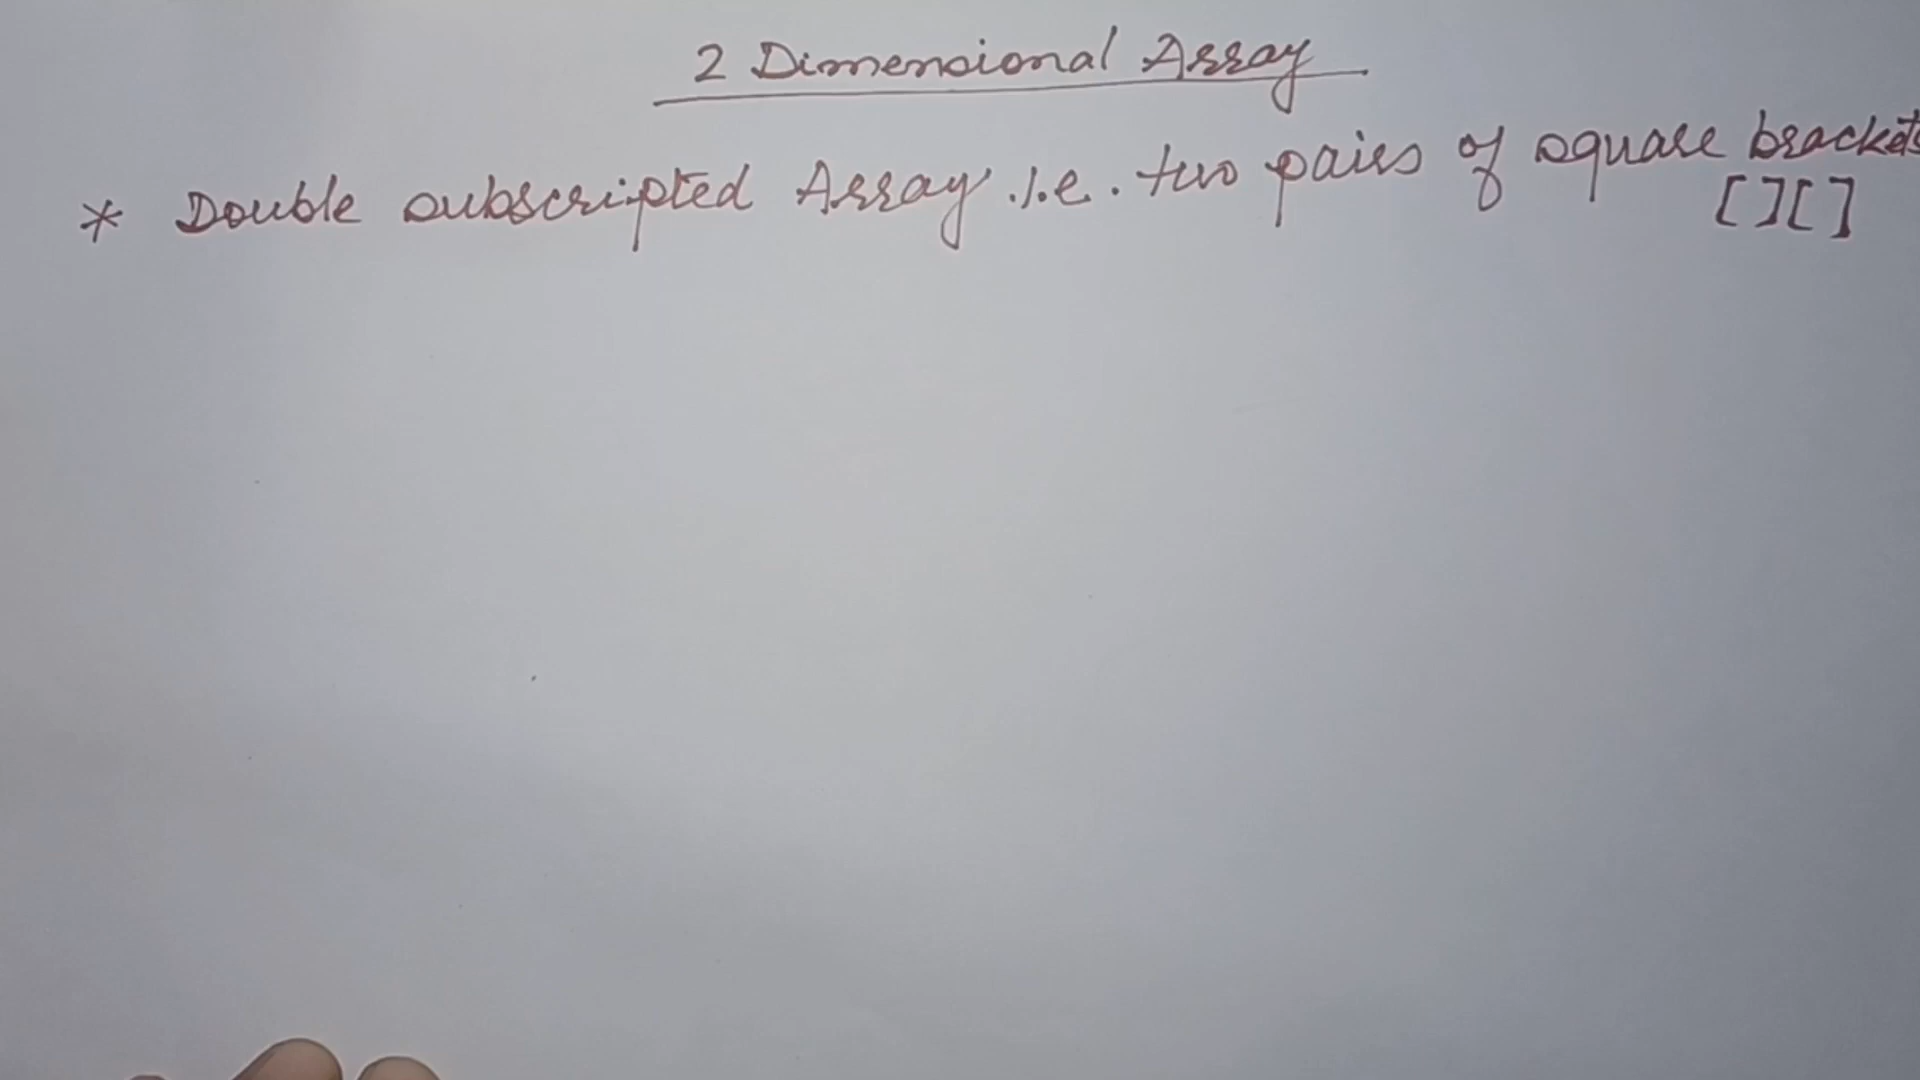 2 Dimensional Array
* Double subscripted Array .i.e. two pairs of square brackets
[][]